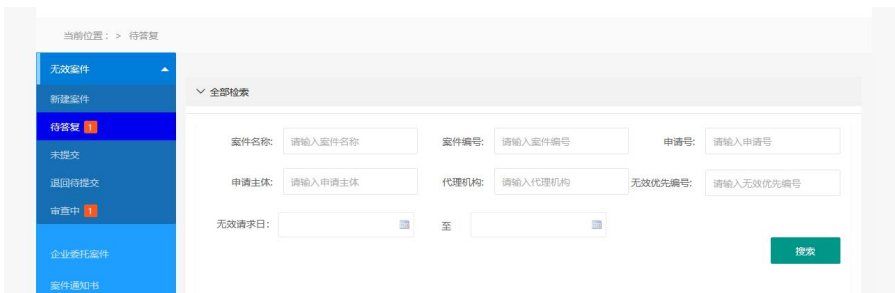 当前位置: > 待答复
无效案件
新建案件
待答复 1
未提交
退回待提交
审查中 1
企业委托案件
案件通知书
全部检索
案件名称: 请输入案件名称 案件编号: 请输入案件编号 申请号: 请输入申请号
申请主体: 请输入申请主体 代理机构: 请输入代理机构 无效优先编号: 请输入无效优先编号
无效请求日: 至
搜索